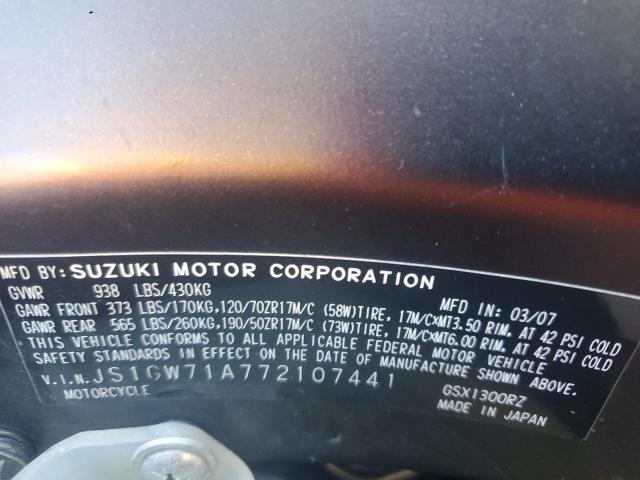 MFD BY: SUZUKI MOTOR CORPORATION MFD IN: 03/07
GVWR 938 LBS/430KG
GAWR FRONT 373 LBS/170KG, 120/70ZR17M/C (58W)TIRE, 17M/C×MT3.50 RIM, AT 42 PSI COLD
GAWR REAR 565 LBS/260KG, 190/50ZR17M/C (73W)TIRE, 17M/C×MT6.00 RIM, AT 42 PSI COLD
THIS VEHICLE CONFORMS TO ALL APPLICABLE FEDERAL MOTOR VEHICLE
SAFETY STANDARDS IN EFFECT ON THE DATE OF MANUFACTURE SHOWN ABOVE.
V.I.N. JS1GW71A772107441 GSX1300RZ
MOTORCYCLE MADE IN JAPAN